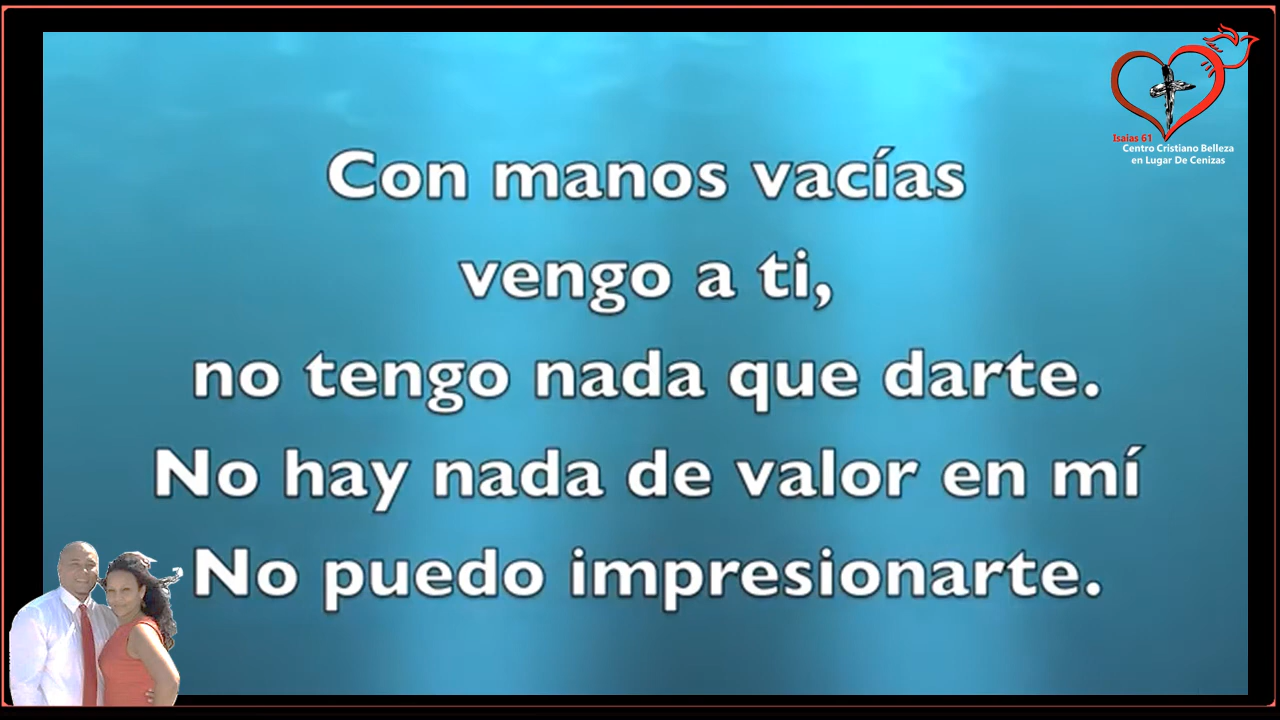 Isaias 61
Centro Cristiano Belleza
en Lugar De Cenizas
Con manos vacías
vengo a ti,
no tengo nada que darte.
No hay nada de valor en mí
No puedo impresionarte.